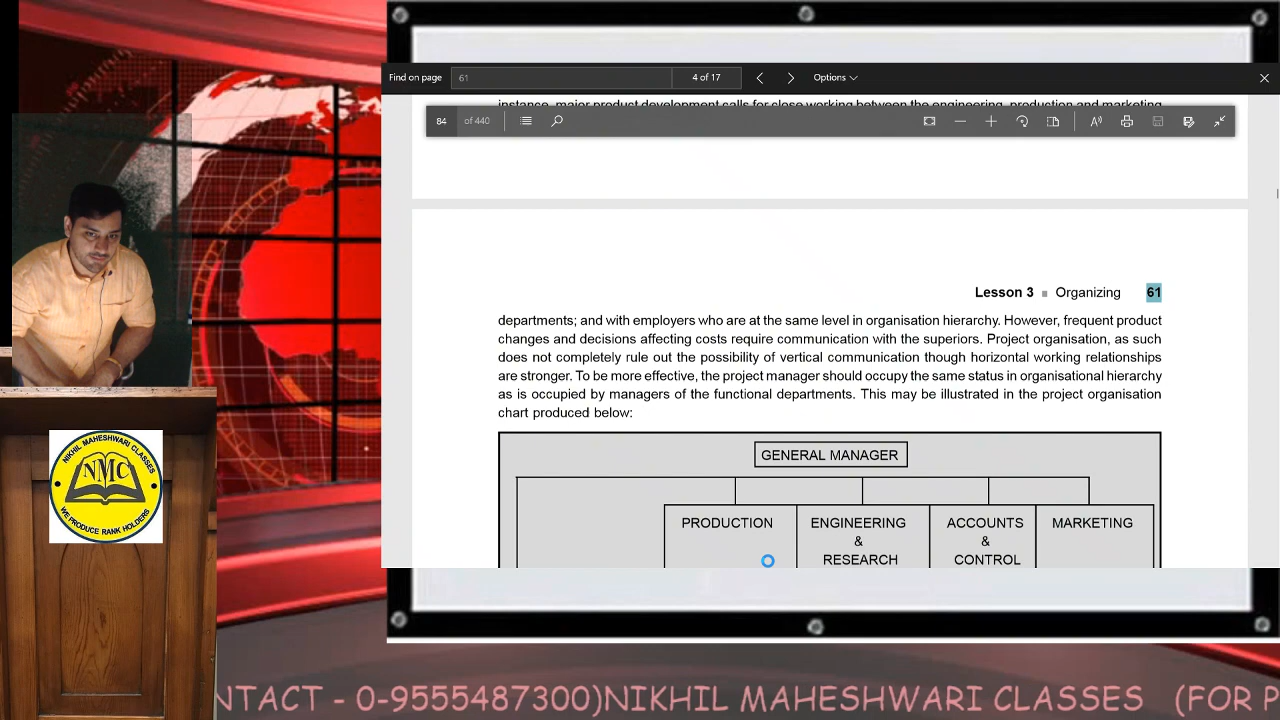 Find on page
61
4 of 17
Options
instance, major product development calls for close working between the engineering, production and marketing
84
of 440
Lesson 3 ■ Organizing 61
departments; and with employers who are at the same level in organisation hierarchy. However, frequent product
changes and decisions affecting costs require communication with the superiors. Project organisation, as such
does not completely rule out the possibility of vertical communication though horizontal working relationships
are stronger. To be more effective, the project manager should occupy the same status in organisational hierarchy
as is occupied by managers of the functional departments. This may be illustrated in the project organisation
chart produced below:
GENERAL MANAGER
PRODUCTION
ENGINEERING
&
RESEARCH
ACCOUNTS
&
CONTROL
MARKETING
NIKHIL MAHESHWARI CLASSES
NMC
WE PRODUCE RANK HOLDERS
NTACT - 0-9555487300)NIKHIL MAHESHWARI CLASSES (FOR P